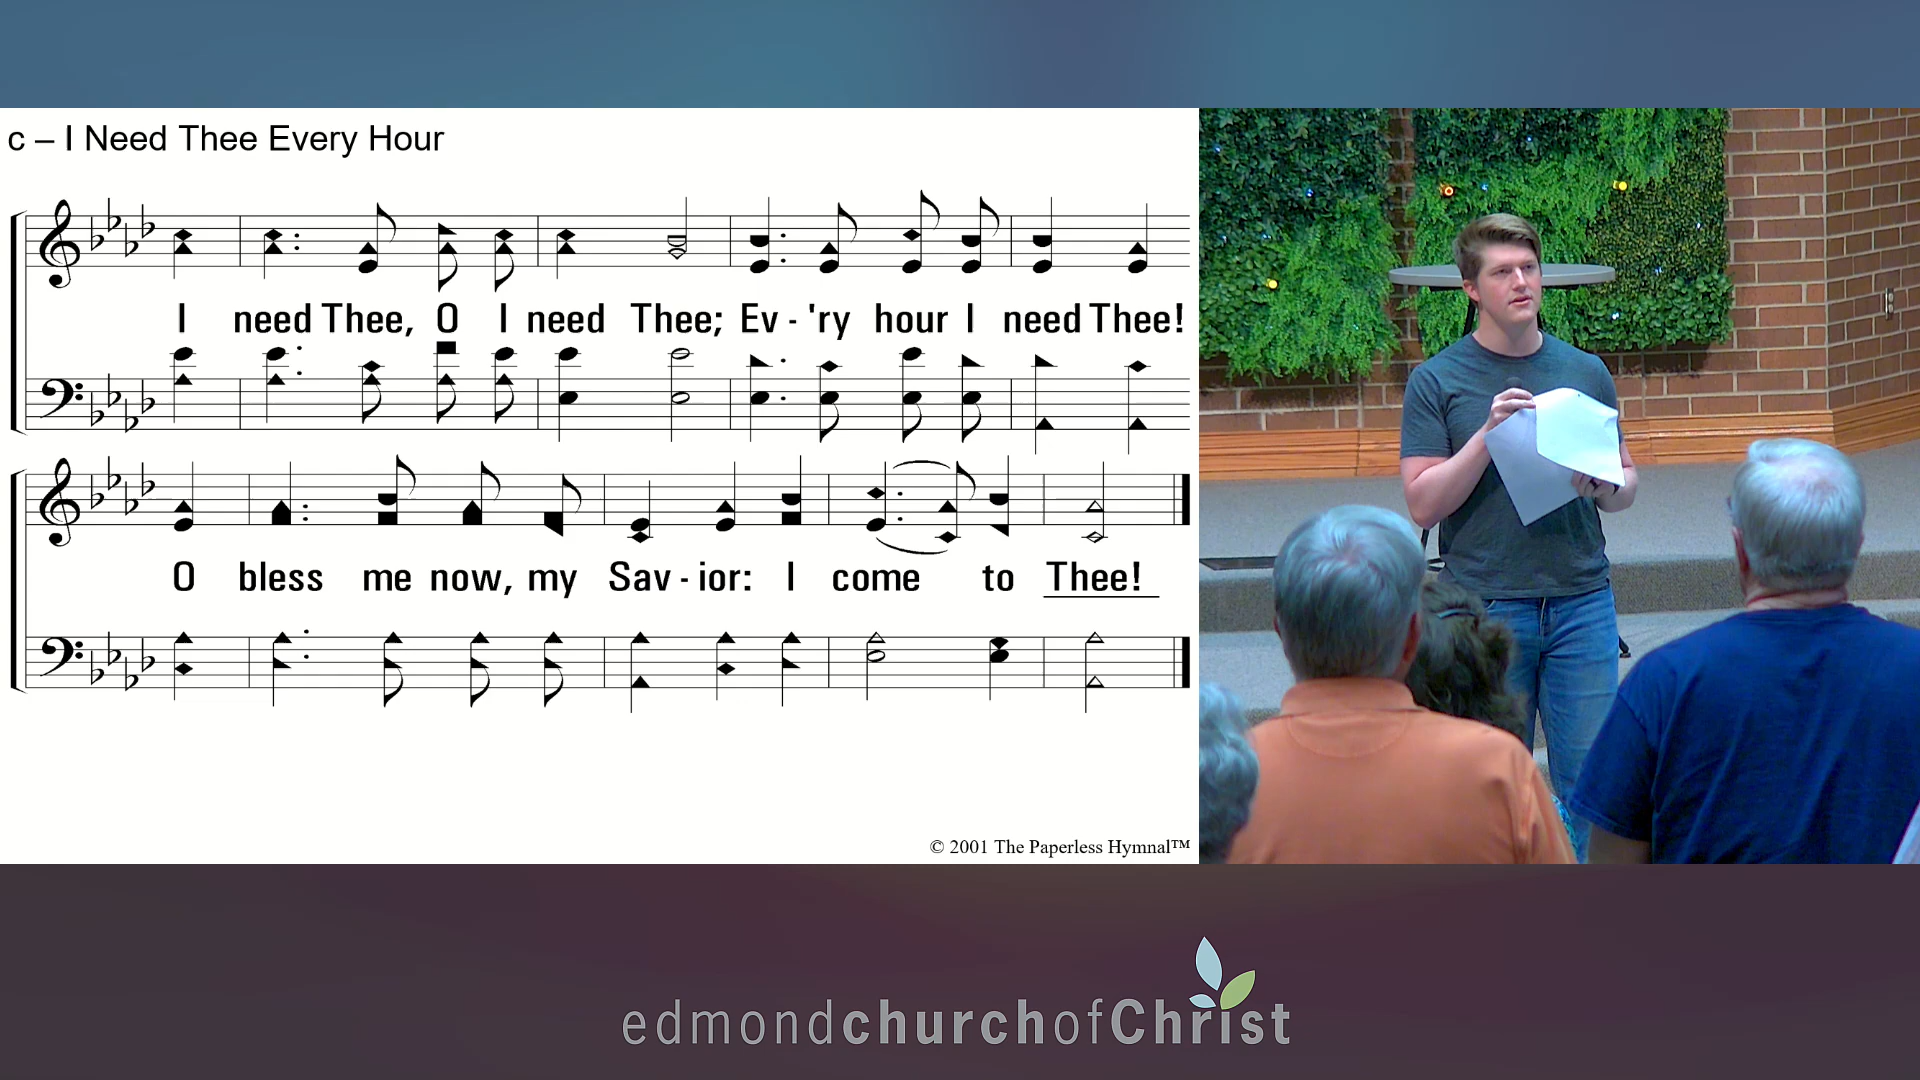 c – I Need Thee Every Hour
I need Thee, O I need Thee; Ev - 'ry hour I need Thee!
O bless me now, my Sav - ior: I come to Thee!
© 2001 The Paperless Hymnal™
edmondchurchofChrist